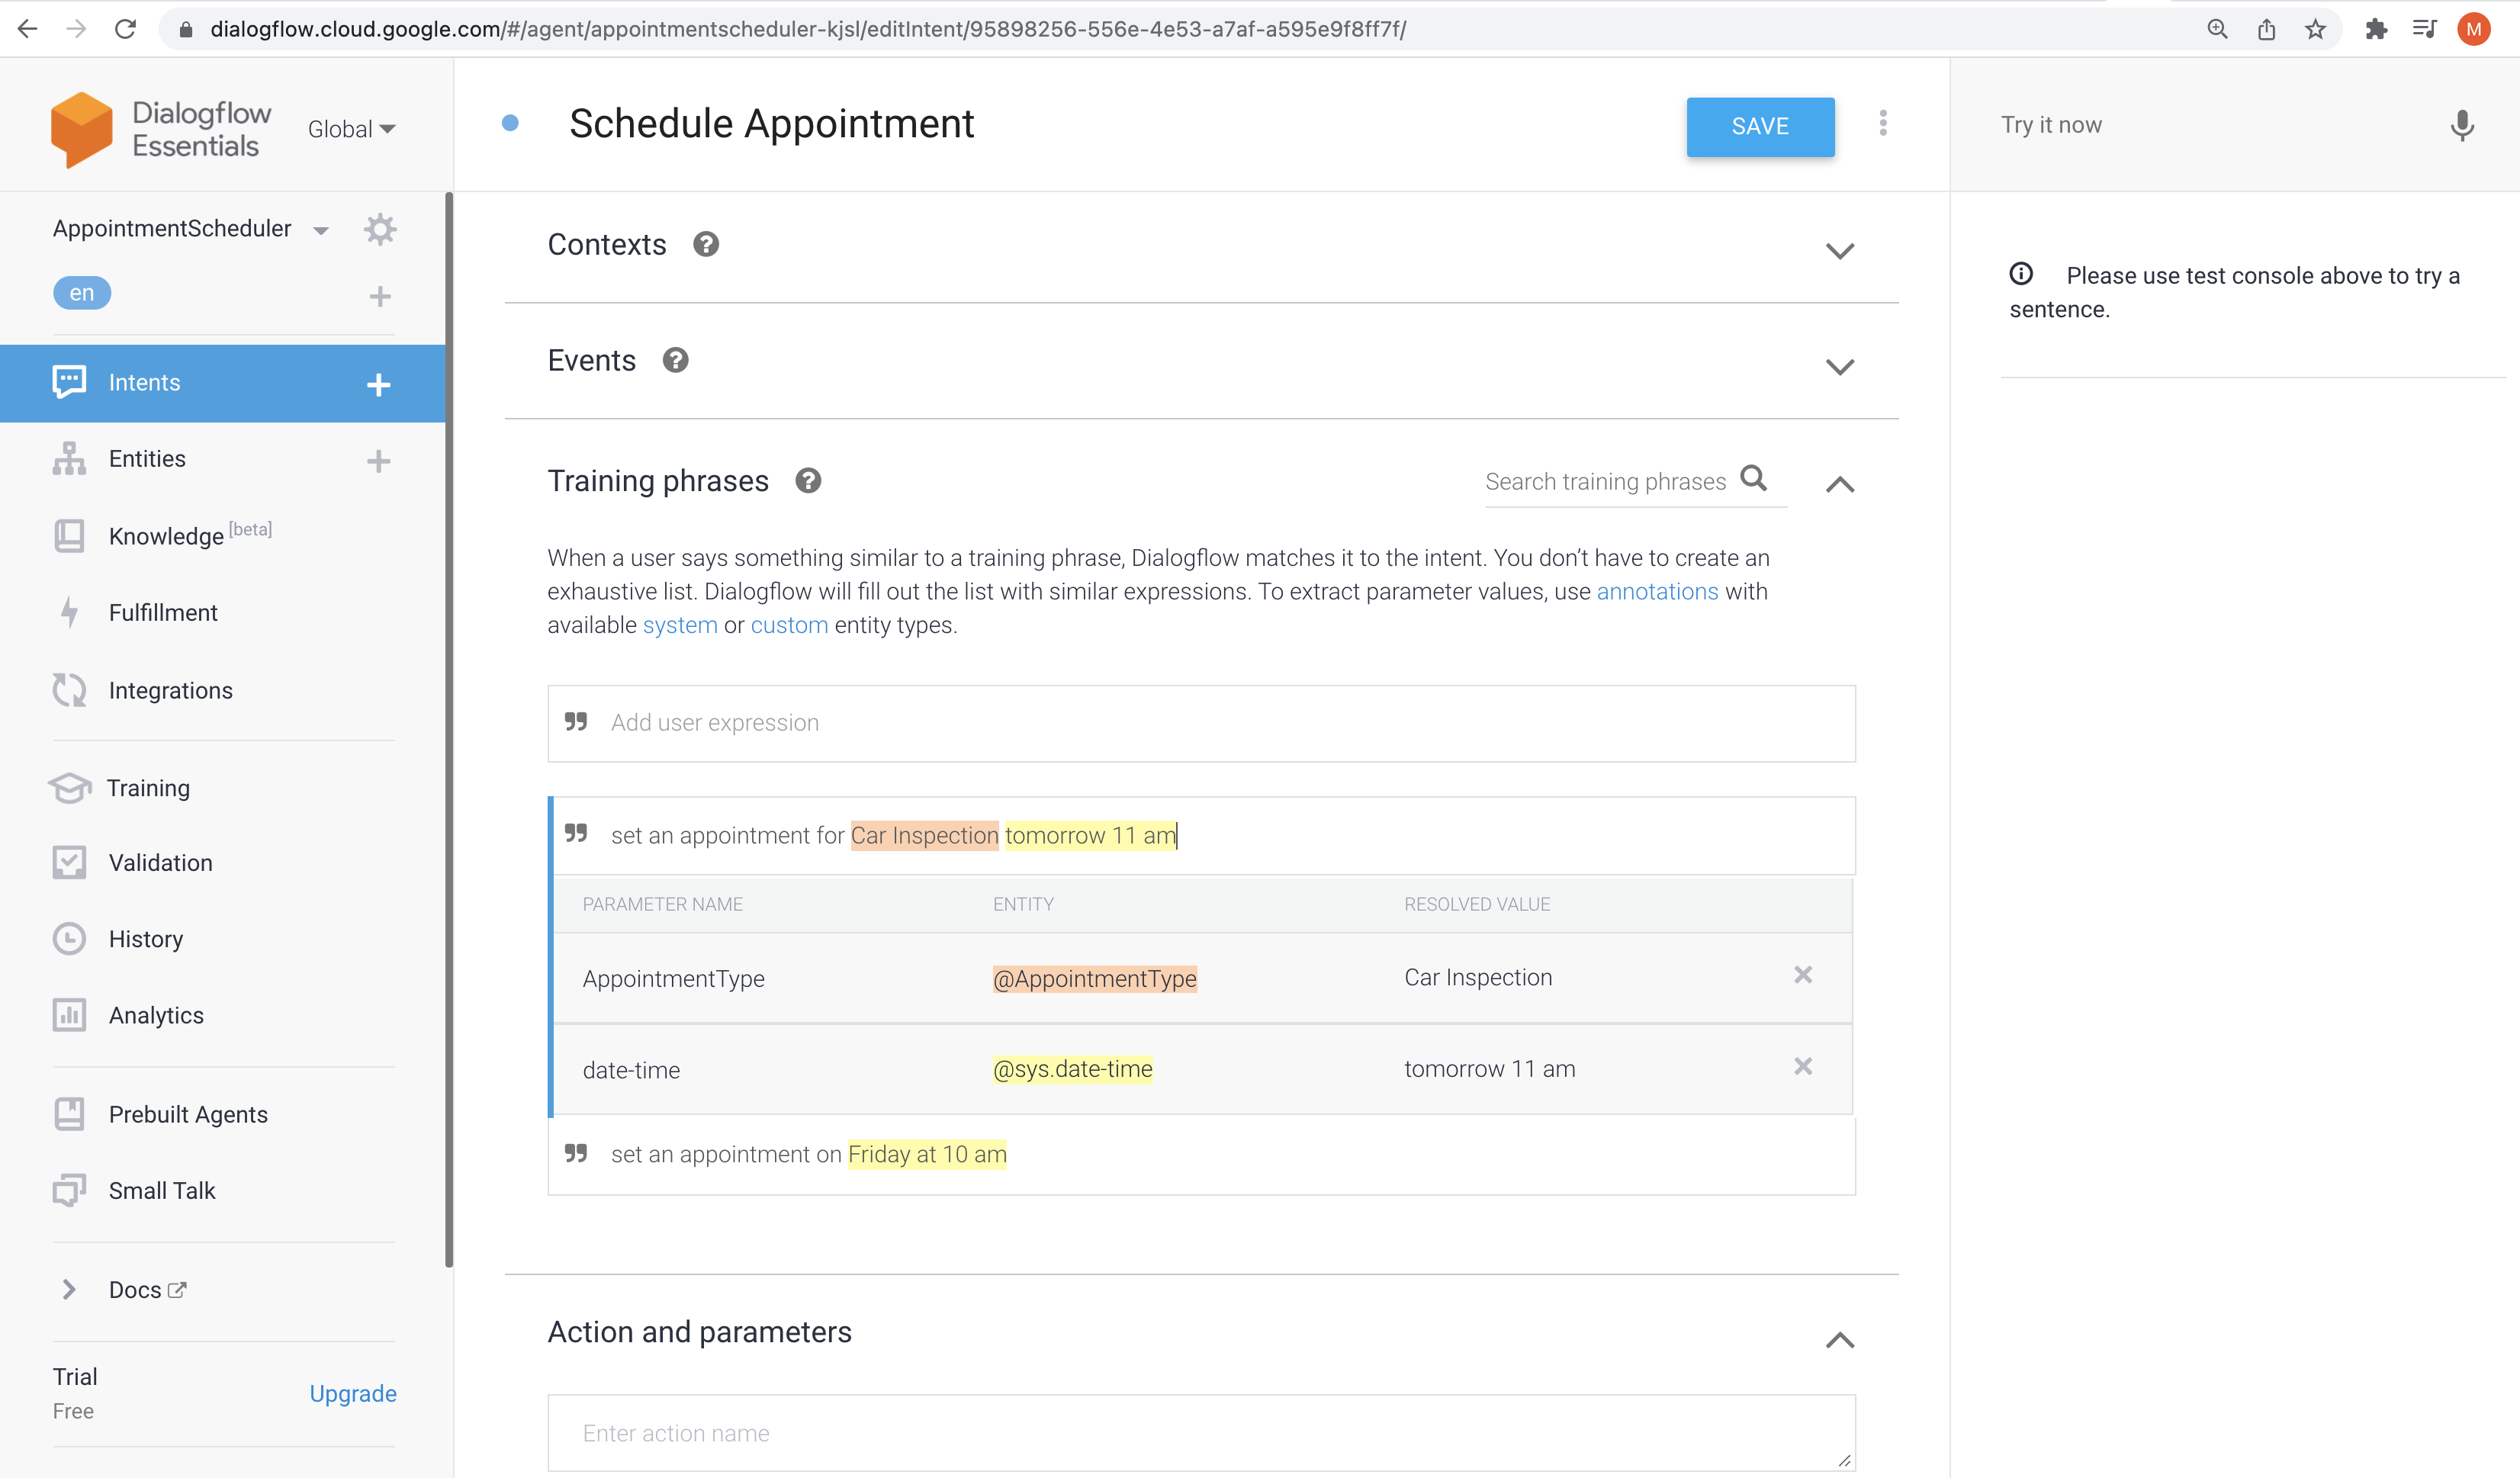 dialogflow.cloud.google.com/#/agent/appointmentscheduler-kjsl/editIntent/95898256-556e-4e53-a7af-a595e9f8ff7f/
M
Dialogflow
Essentials
Global
AppointmentScheduler
en
Intents
Entities
Knowledge [beta]
Fulfillment
Integrations
Training
Validation
History
Analytics
Prebuilt Agents
Small Talk
Docs
Trial
Free
Upgrade
Schedule Appointment
SAVE
Contexts
Events
Training phrases
Search training phrases
When a user says something similar to a training phrase, Dialogflow matches it to the intent. You don’t have to create an
exhaustive list. Dialogflow will fill out the list with similar expressions. To extract parameter values, use annotations with
available system or custom entity types.
Add user expression
set an appointment for Car Inspection tomorrow 11 am
PARAMETER NAME ENTITY RESOLVED VALUE
AppointmentType @AppointmentType Car Inspection
date-time @sys.date-time tomorrow 11 am
set an appointment on Friday at 10 am
Action and parameters
Enter action name
Try it now
Please use test console above to try a
sentence.